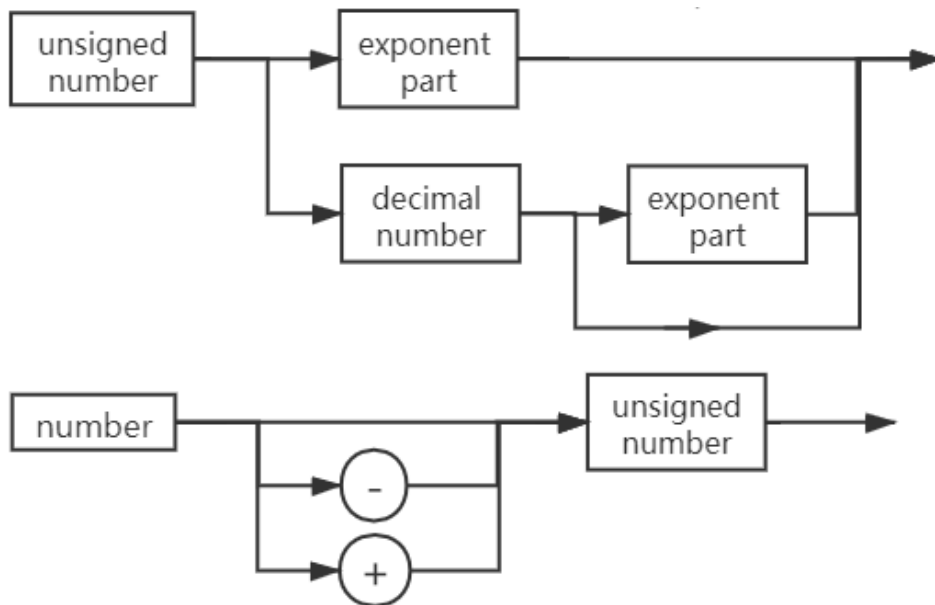 unsigned
number
exponent
part
decimal
number
exponent
part
number
-
+
unsigned
number